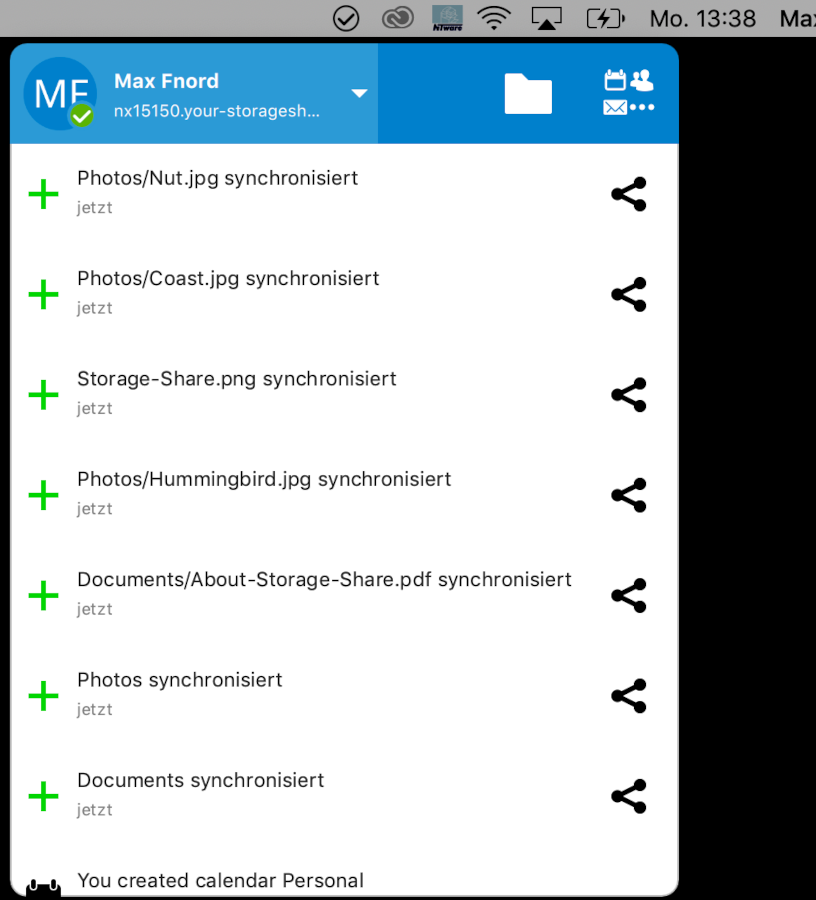 NTware
Mo. 13:38
Max
MF
Max Fnord
nx15150.your-storagesh...
Photos/Nut.jpg synchronisiert
jetzt
Photos/Coast.jpg synchronisiert
jetzt
Storage-Share.png synchronisiert
jetzt
Photos/Hummingbird.jpg synchronisiert
jetzt
Documents/About-Storage-Share.pdf synchronisiert
jetzt
Photos synchronisiert
jetzt
Documents synchronisiert
jetzt
You created calendar Personal